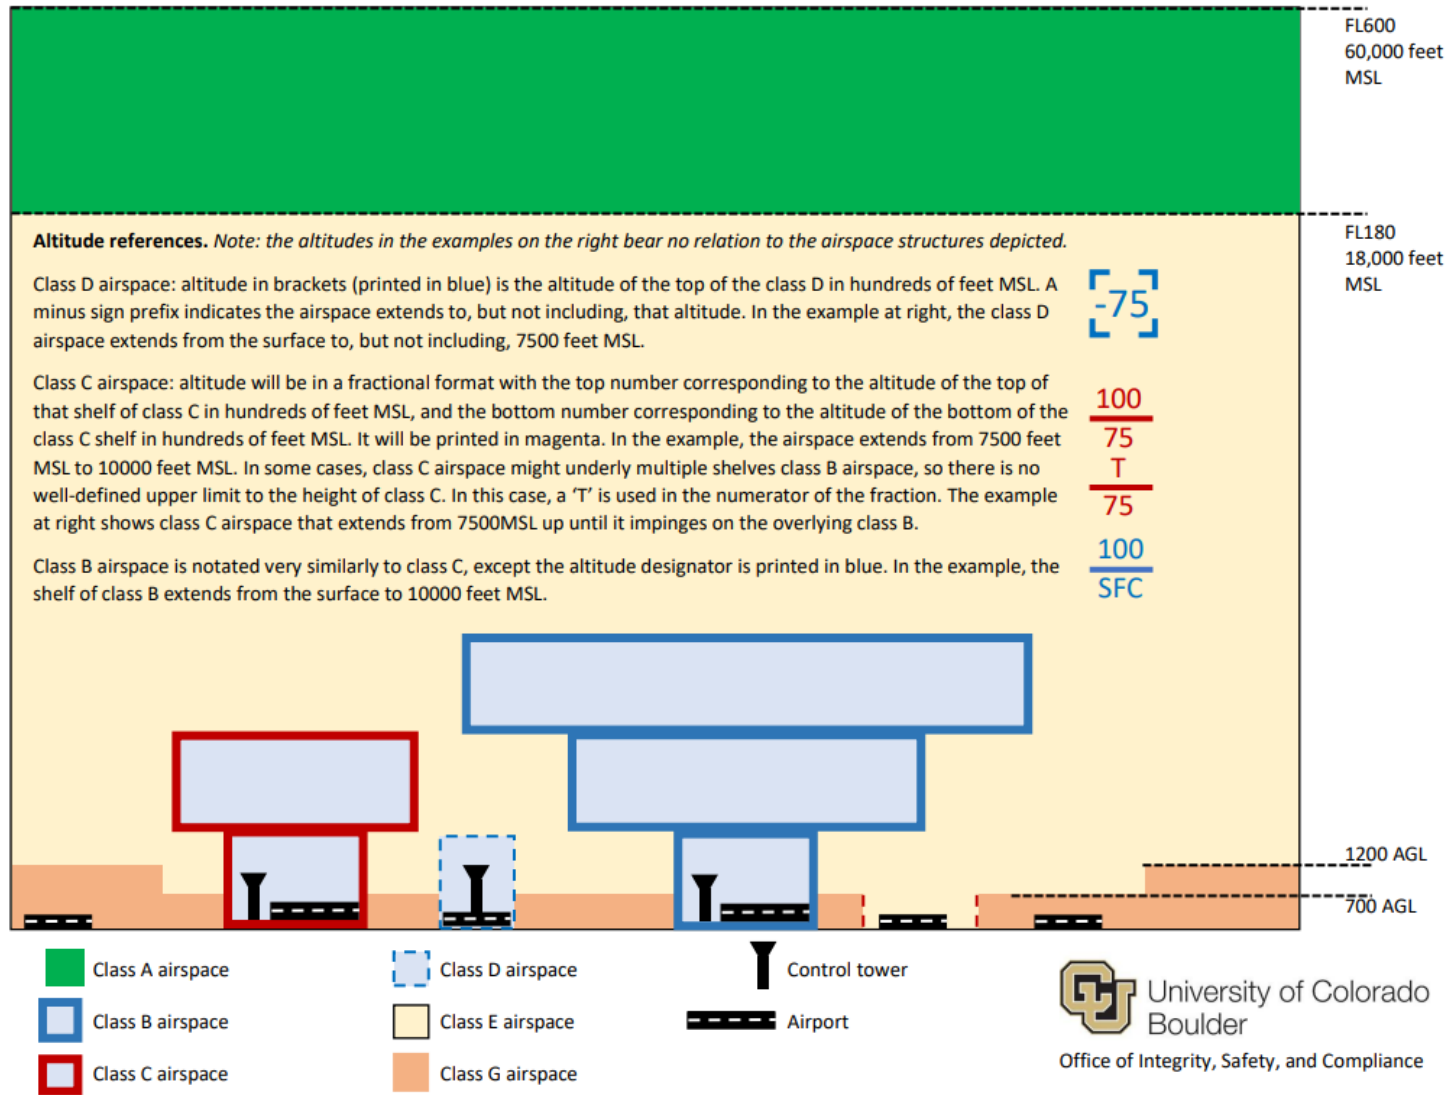 FL600
60,000 feet
MSL
FL180
18,000 feet
MSL
Altitude references. Note: the altitudes in the examples on the right bear no relation to the airspace structures depicted.
Class D airspace: altitude in brackets (printed in blue) is the altitude of the top of the class D in hundreds of feet MSL. A
minus sign prefix indicates the airspace extends to, but not including, that altitude. In the example at right, the class D
airspace extends from the surface to, but not including, 7500 feet MSL.
-75
Class C airspace: altitude will be in a fractional format with the top number corresponding to the altitude of the top of
that shelf of class C in hundreds of feet MSL, and the bottom number corresponding to the altitude of the bottom of the
class C shelf in hundreds of feet MSL. It will be printed in magenta. In the example, the airspace extends from 7500 feet
MSL to 10000 feet MSL. In some cases, class C airspace might underly multiple shelves class B airspace, so there is no
well-defined upper limit to the height of class C. In this case, a ‘T’ is used in the numerator of the fraction. The example
at right shows class C airspace that extends from 7500MSL up until it impinges on the overlying class B.
100
75
T
75
Class B airspace is notated very similarly to class C, except the altitude designator is printed in blue. In the example, the
shelf of class B extends from the surface to 10000 feet MSL.
100
SFC
1200 AGL
700 AGL
Class A airspace
Class B airspace
Class C airspace
Class D airspace
Class E airspace
Class G airspace
Control tower
Airport
CU
University of Colorado
Boulder
Office of Integrity, Safety, and Compliance